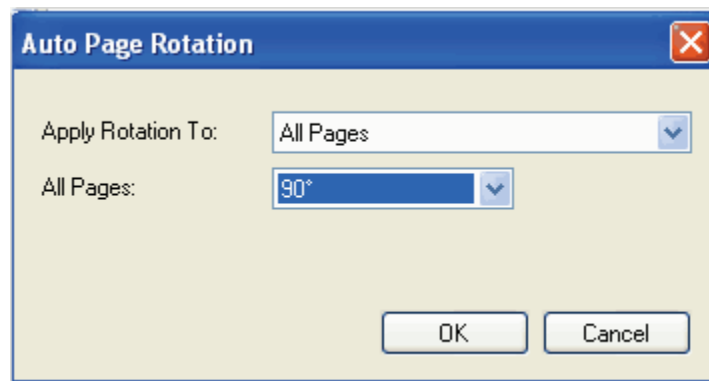 Auto Page Rotation
Apply Rotation To: All Pages
All Pages: 90°
OK Cancel